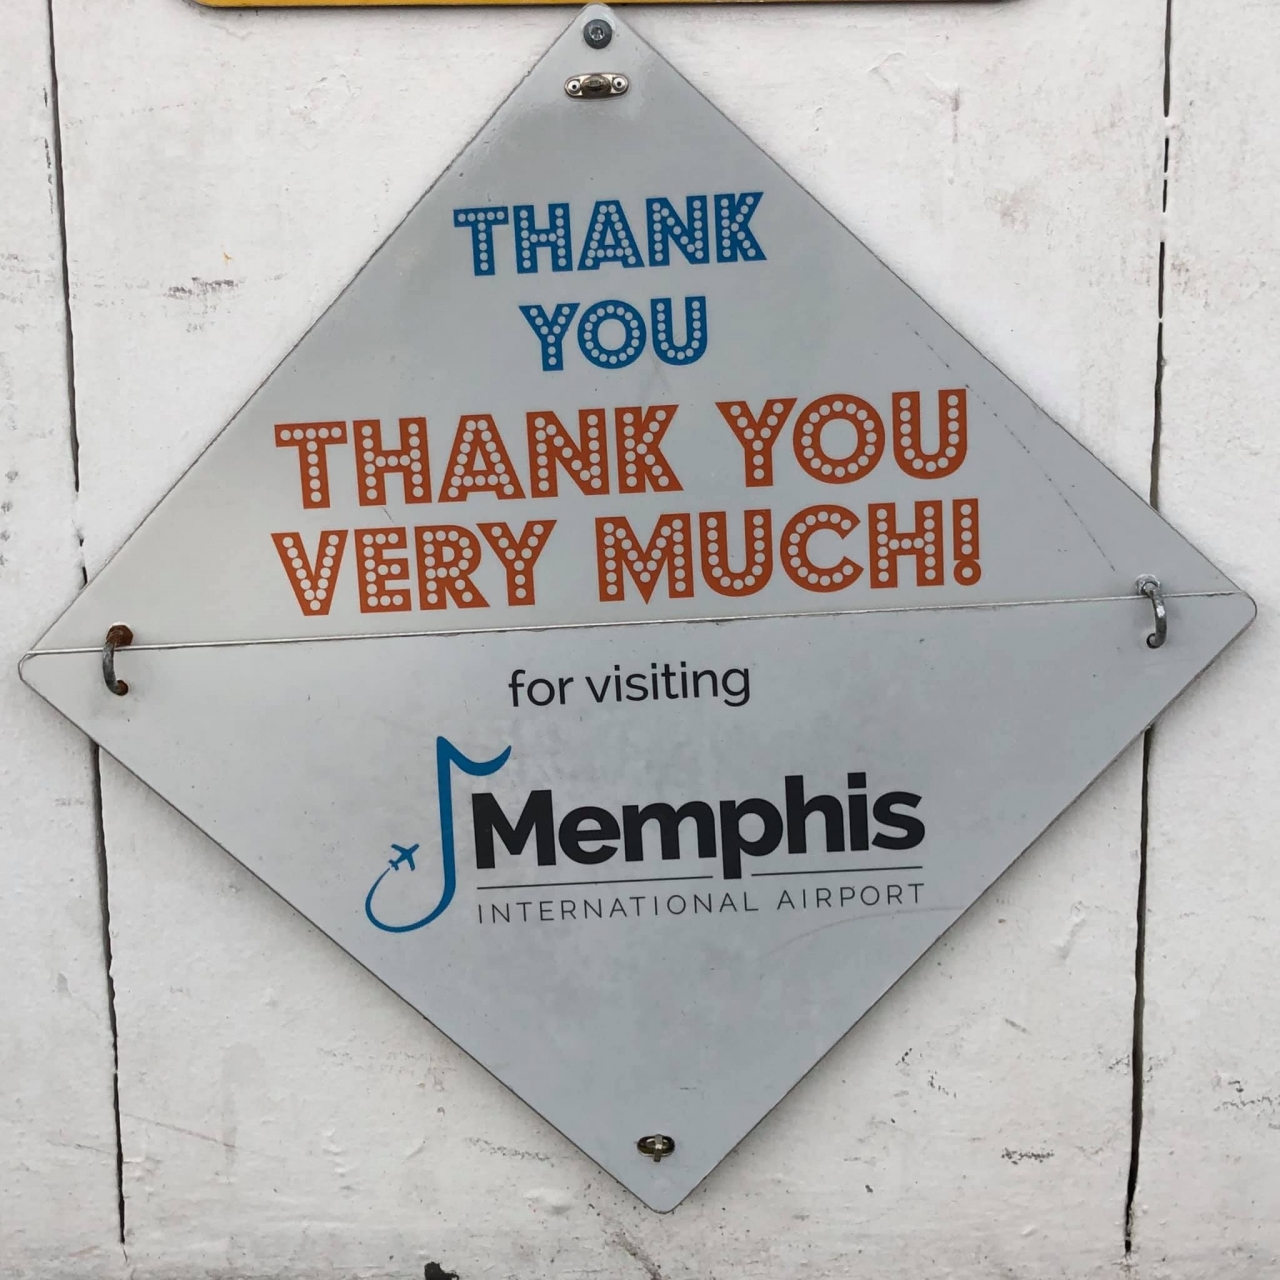 THANK
YOU
THANK YOU
VERY MUCH!
for visiting
Memphis
INTERNATIONAL AIRPORT